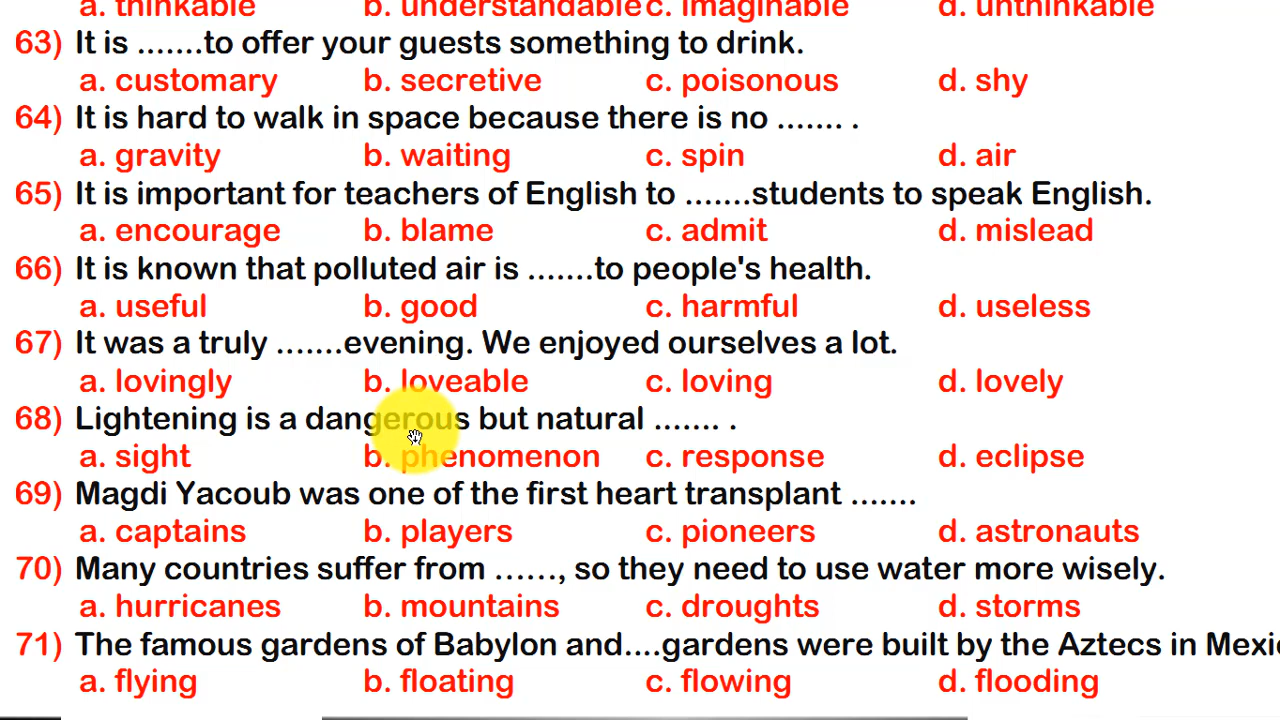 a. thinkable b. understandable c. imaginable d. unthinkable
63) It is .......to offer your guests something to drink.
a. customary b. secretive c. poisonous d. shy
64) It is hard to walk in space because there is no ....... .
a. gravity b. waiting c. spin d. air
65) It is important for teachers of English to .......students to speak English.
a. encourage b. blame c. admit d. mislead
66) It is known that polluted air is .......to people's health.
a. useful b. good c. harmful d. useless
67) It was a truly .......evening. We enjoyed ourselves a lot.
a. lovingly b. loveable c. loving d. lovely
68) Lightening is a dangerous but natural ....... .
a. sight b. phenomenon c. response d. eclipse
69) Magdi Yacoub was one of the first heart transplant .......
a. captains b. players c. pioneers d. astronauts
70) Many countries suffer from ……, so they need to use water more wisely.
a. hurricanes b. mountains c. droughts d. storms
71) The famous gardens of Babylon and....gardens were built by the Aztecs in
a. flying b. floating c. flowing d. flooding